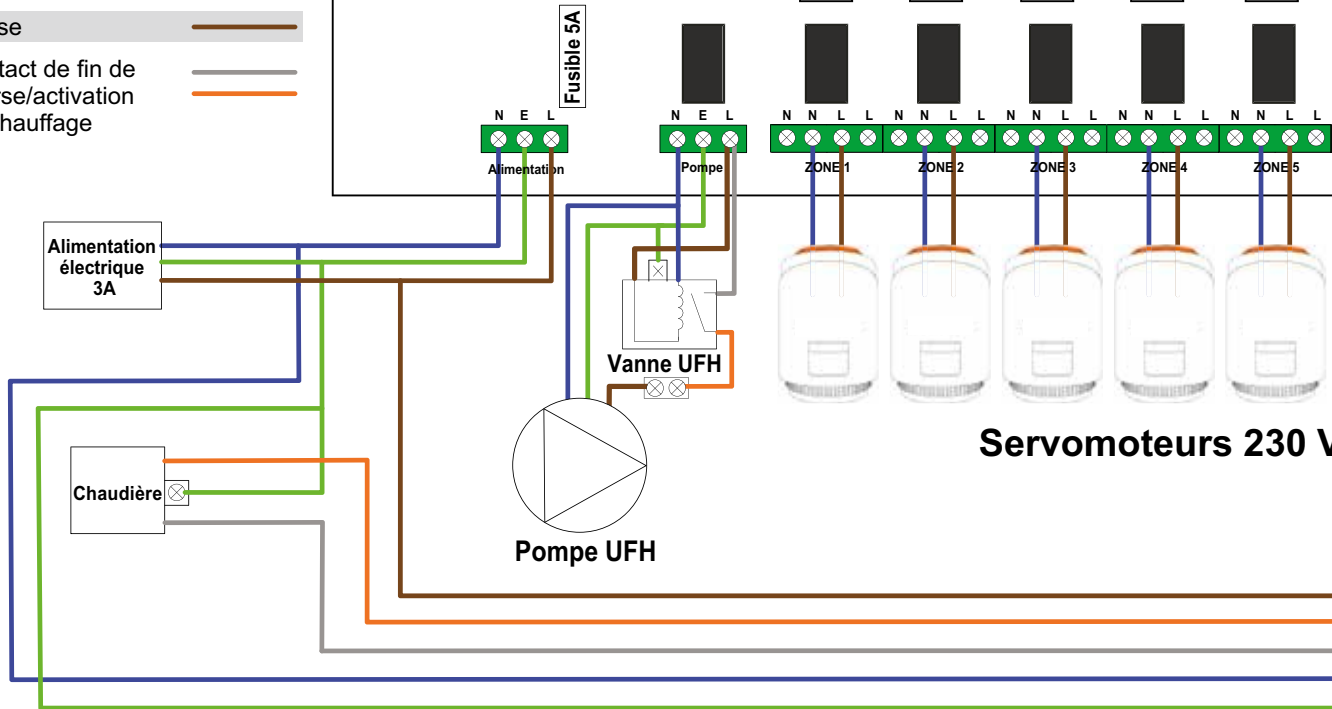 se
tact de fin de
rse/activation
hauffage
Fusible 5A
N E L
Alimentation
N E L
Pompe
N N L L
ZONE 1
N N L L
ZONE 2
N N L L
ZONE 3
N N L L
ZONE 4
N N L L
ZONE 5
Alimentation
électrique
3A
Vanne UFH
Servomoteurs 230 V
Chaudière
Pompe UFH